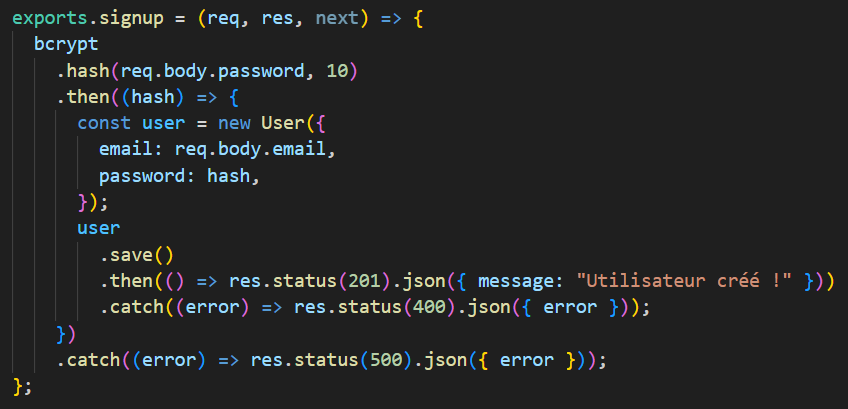 exports.signup = (req, res, next) => {
  bcrypt
    .hash(req.body.password, 10)
    .then((hash) => {
      const user = new User({
        email: req.body.email,
        password: hash,
      });
      user
        .save()
        .then(() => res.status(201).json({ message: "Utilisateur créé !" }))
        .catch((error) => res.status(400).json({ error }));
    })
    .catch((error) => res.status(500).json({ error }));
};